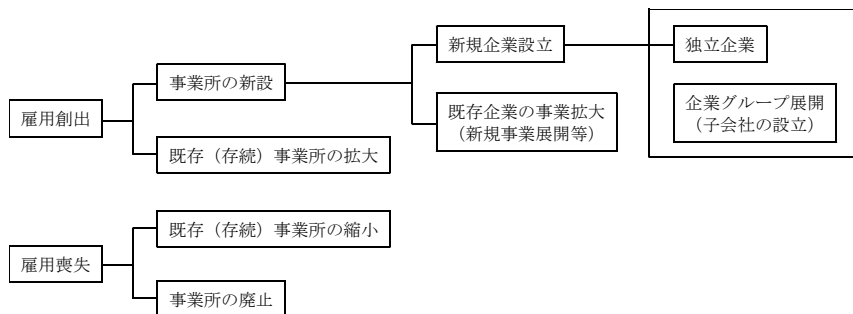 新規企業設立
独立企業
事業所の新設
既存企業の事業拡大
（新規事業展開等）
企業グループ展開
（子会社の設立）
雇用創出
既存（存続）事業所の拡大
既存（存続）事業所の縮小
雇用喪失
事業所の廃止